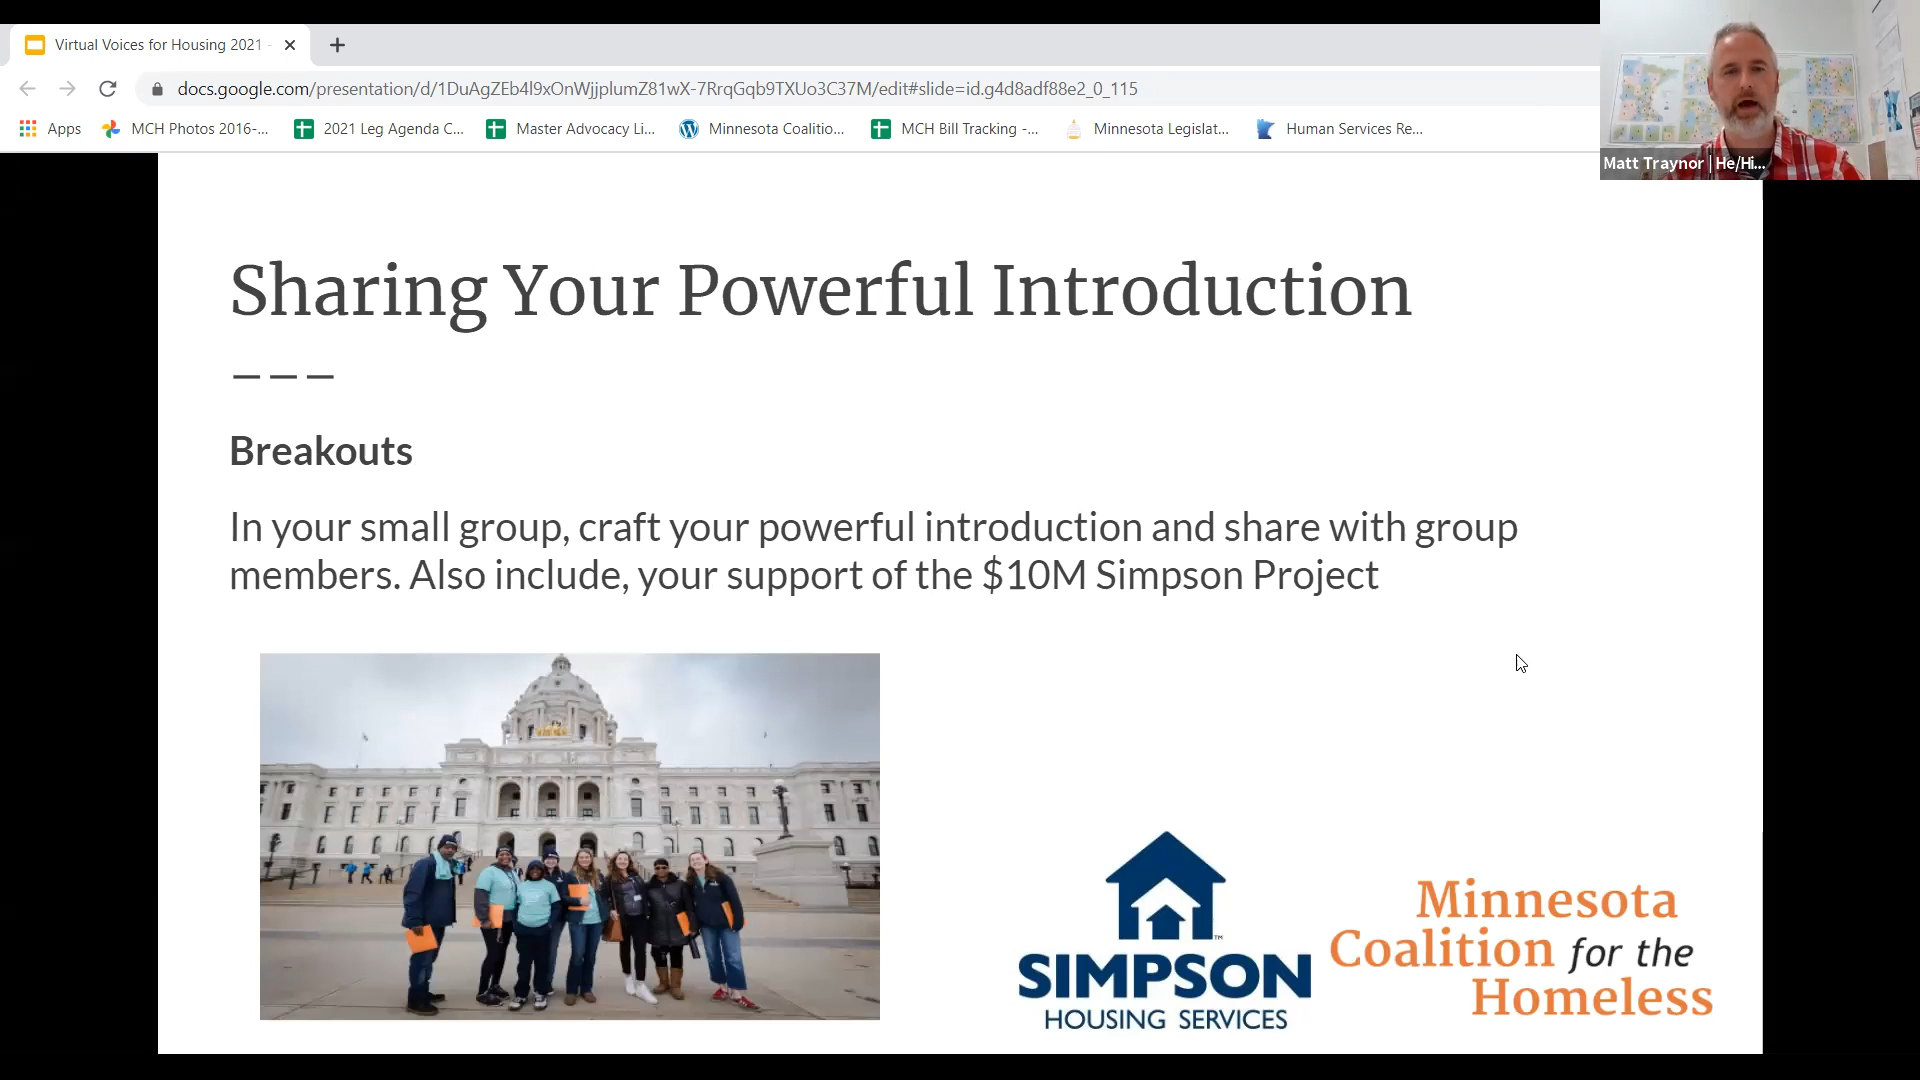 Virtual Voices for Housing 2021 -
docs.google.com/presentation/d/1DuAgZEb4l9xOnWjjplumZ81wX-7RrqGqb9TXUo3C37M/edit#slide=id.g4d8adf88e2_0_115
Apps MCH Photos 2016-... 2021 Leg Agenda C... Master Advocacy Li... Minnesota Coalitio... MCH Bill Tracking -... Minnesota Legislat... Human Services Re...
Matt Traynor | He/Hi...
Sharing Your Powerful Introduction
Breakouts
In your small group, craft your powerful introduction and share with group
members. Also include, your support of the $10M Simpson Project
SIMPSON
HOUSING SERVICES
TM
Minnesota
Coalition for the
Homeless